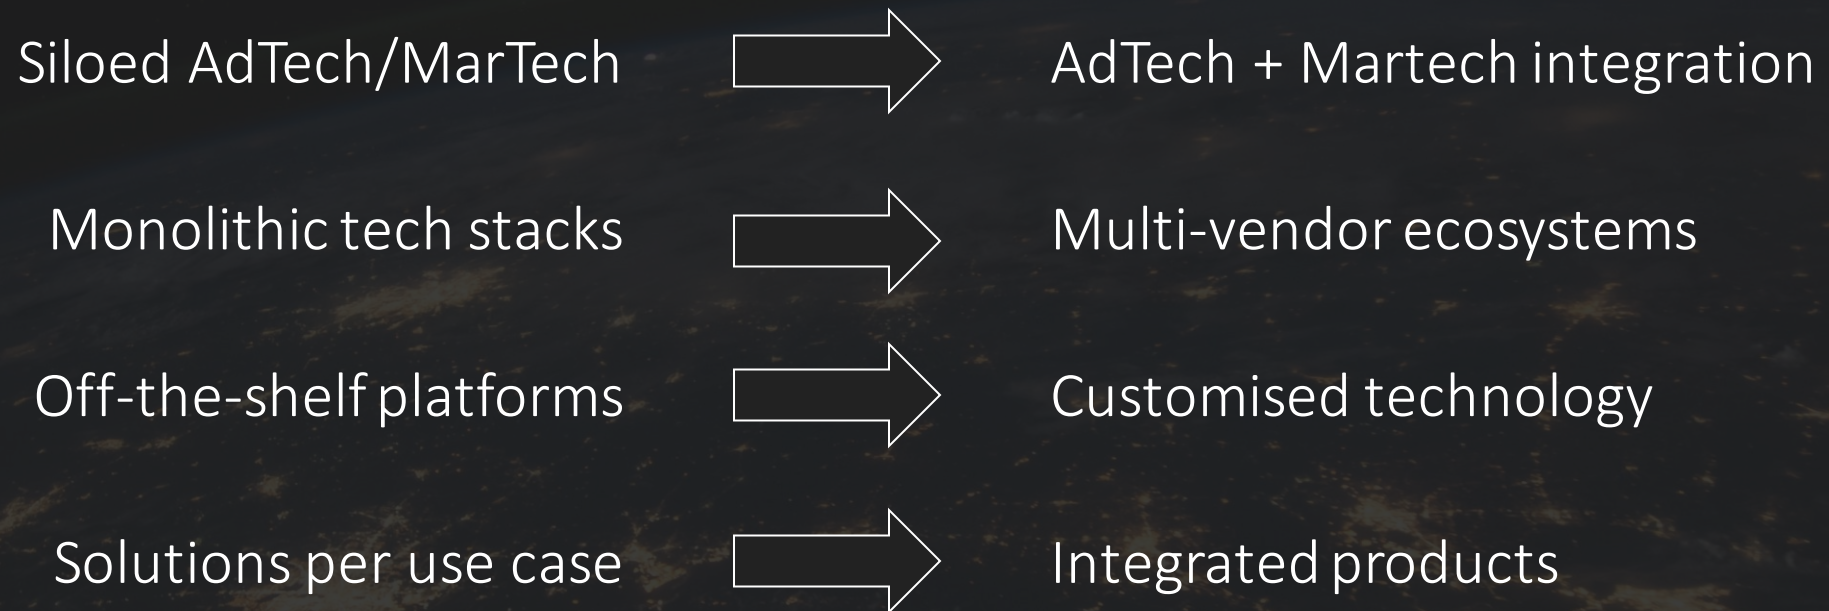 Siloed AdTech/MarTech
AdTech + Martech integration
Monolithic tech stacks
Multi-vendor ecosystems
Off-the-shelf platforms
Customised technology
Solutions per use case
Integrated products